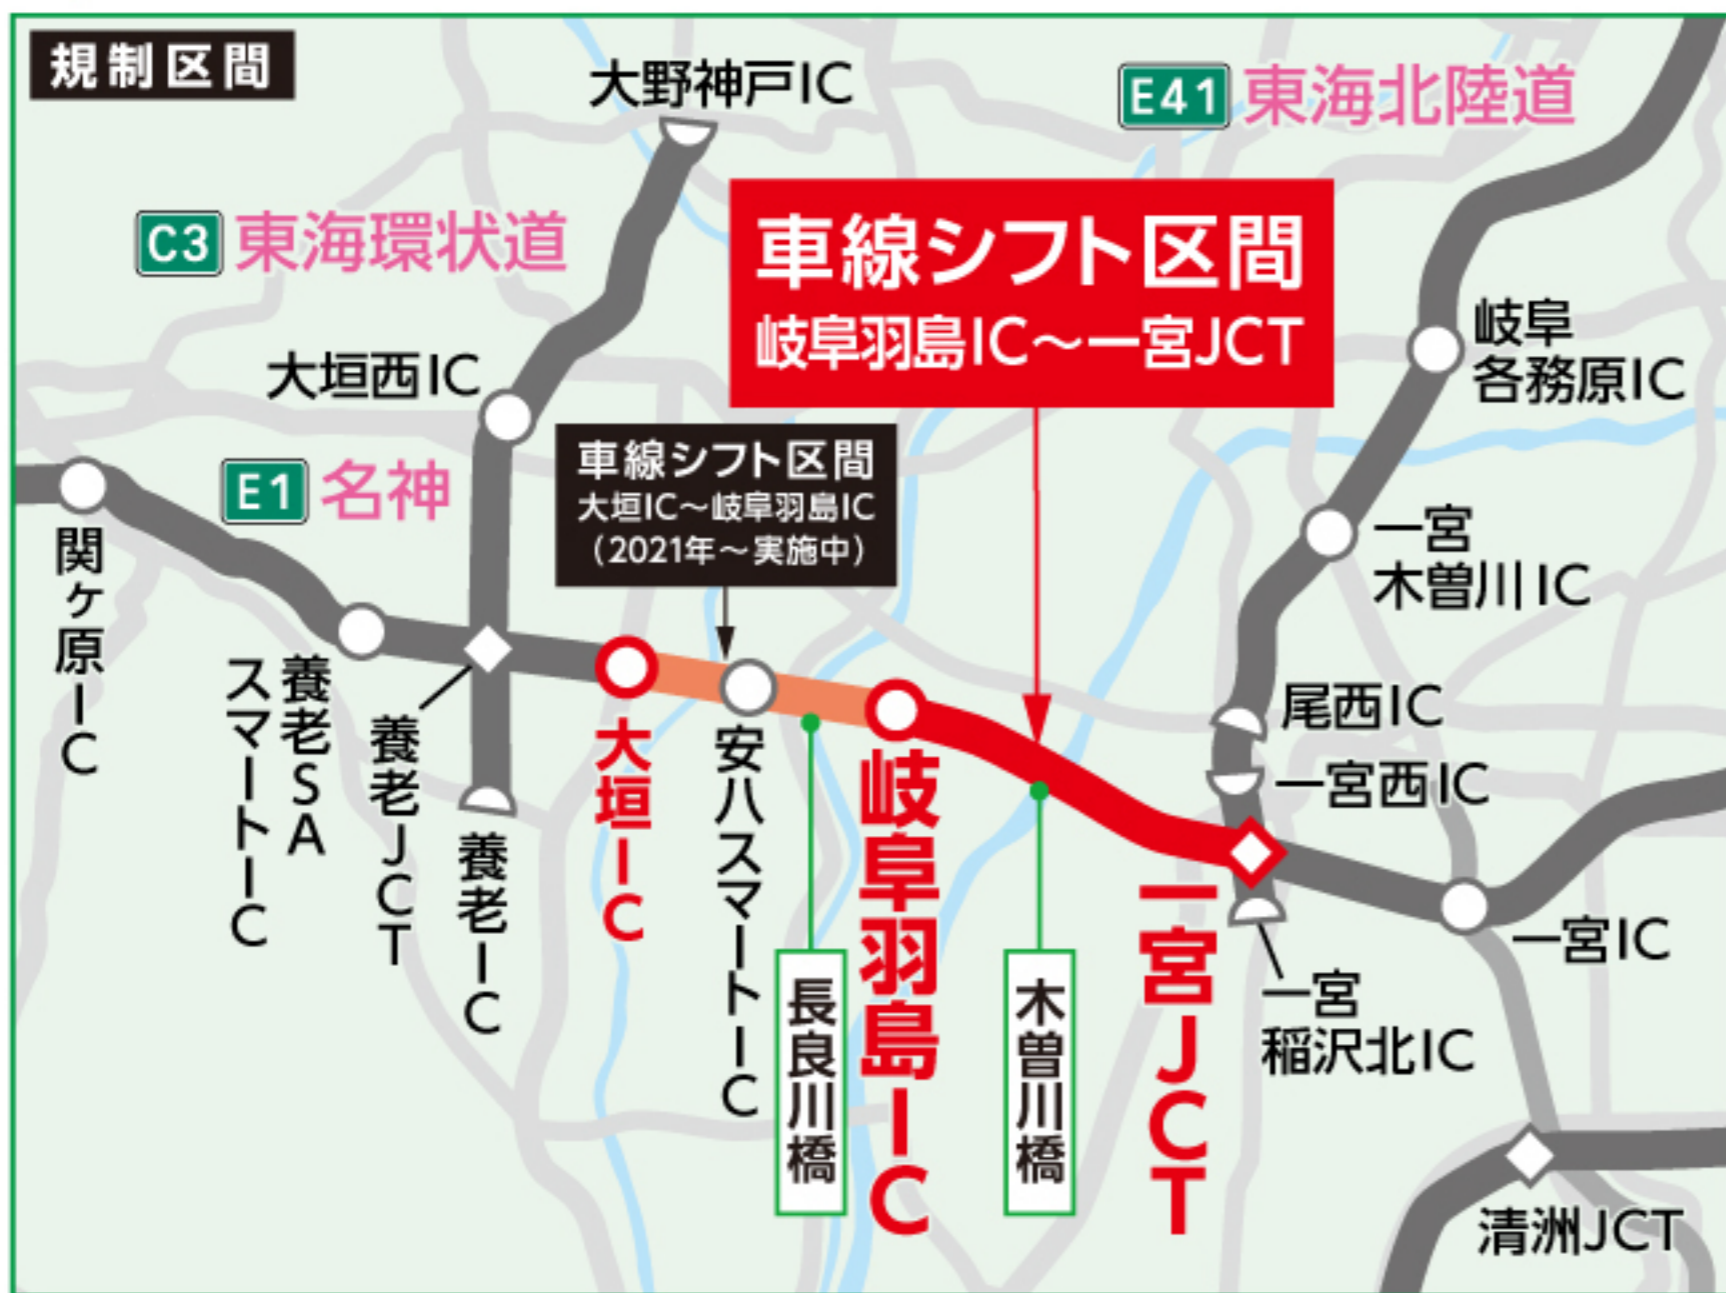 規制区間
大野神戸IC
E41 東海北陸道
C3 東海環状道
車線シフト区間
岐阜羽島IC～一宮JCT
岐阜
各務原IC
大垣西IC
車線シフト区間
大垣IC～岐阜羽島IC
（2021年～実施中）
E1 名神
関ヶ原IC
一宮
木曽川IC
養老SA
スマートIC
養老JCT
養老IC
大垣IC
安八スマートIC
長良川橋
岐阜羽島IC
木曽川橋
一宮JCT
尾西IC
一宮西IC
一宮IC
一宮
稲沢北IC
清洲JCT